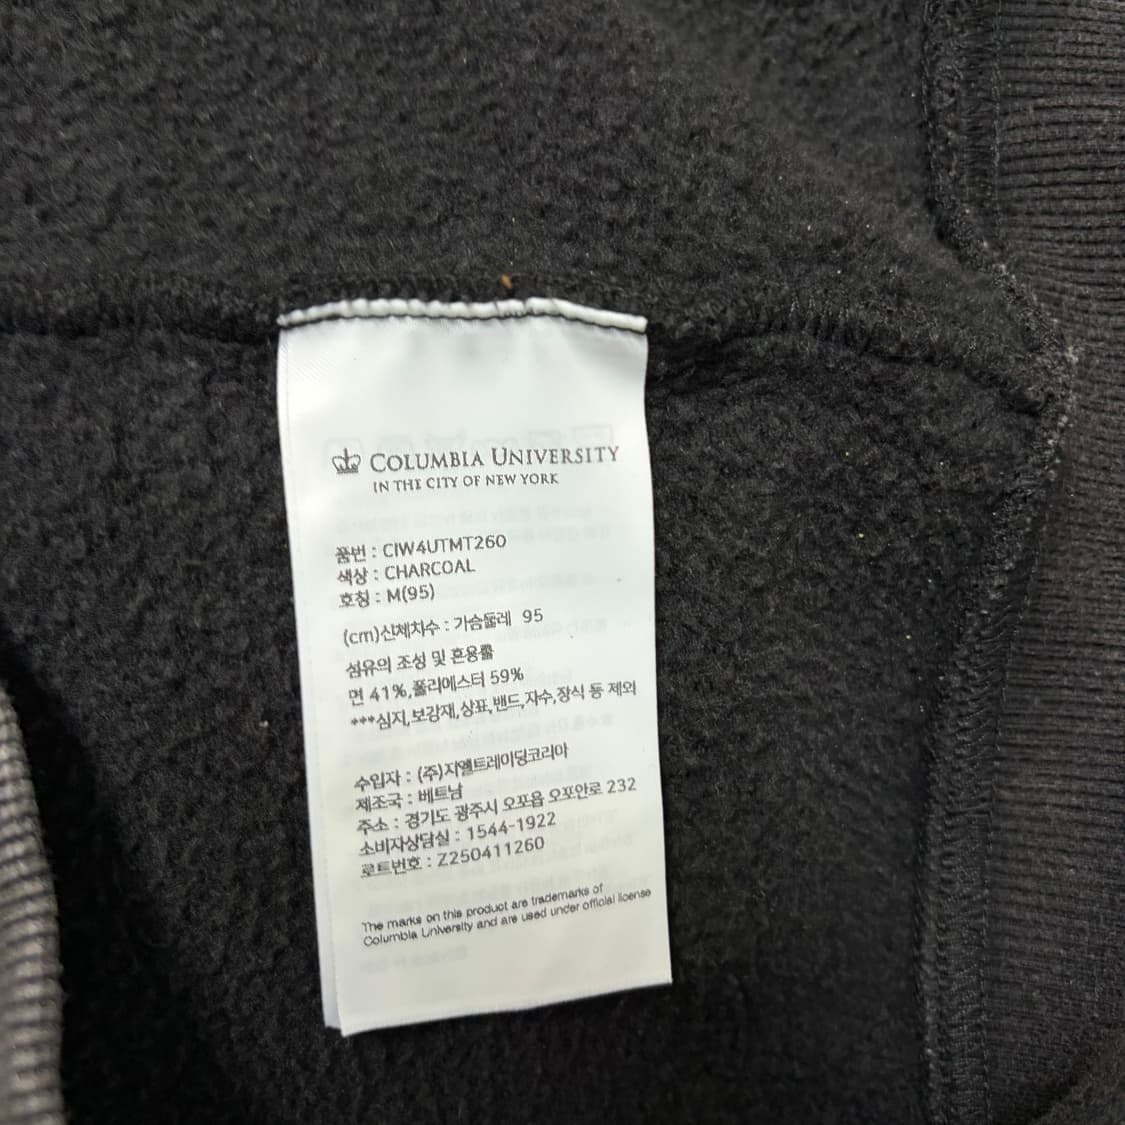 COLUMBIA UNIVERSITY
IN THE CITY OF NEW YORK
품번 : CIW4UTMT260
색상 : CHARCOAL
호칭 : M(95)
(cm)신체치수 : 가슴둘레 95
섬유의 조성 및 혼용률
면 41%,폴리에스터 59%
***심지,보강재,상표,밴드,자수,장식 등 제외
수입자 : (주)지엘트레이딩코리아
제조국 : 베트남
주소 : 경기도 광주시 오포읍 오포안로 232
소비자상담실 : 1544-1922
로트번호 : Z250411260
The marks on this product are trademarks of
Columbia University and are used under official license